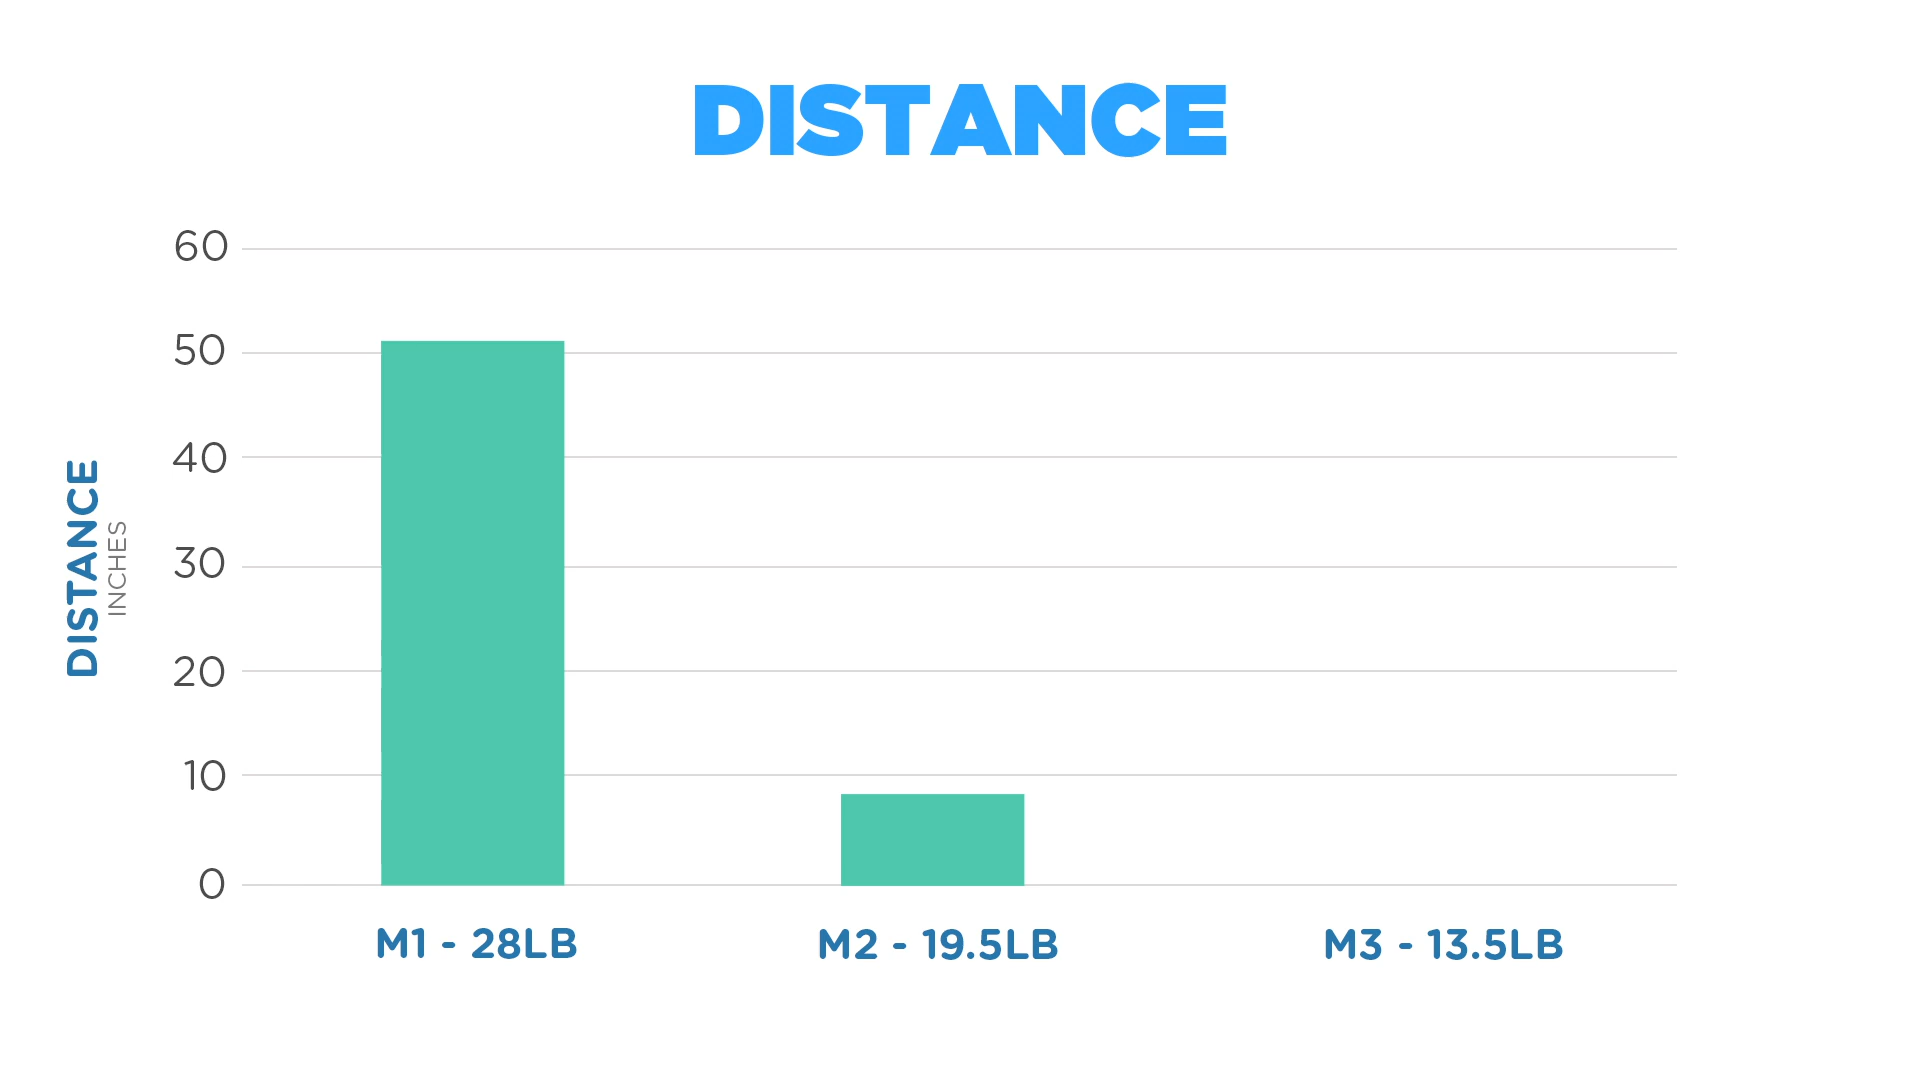 DISTANCE
60
50
40
30
20
10
0
DISTANCE
INCHES
M1 - 28LB
M2 - 19.5LB
M3 - 13.5LB